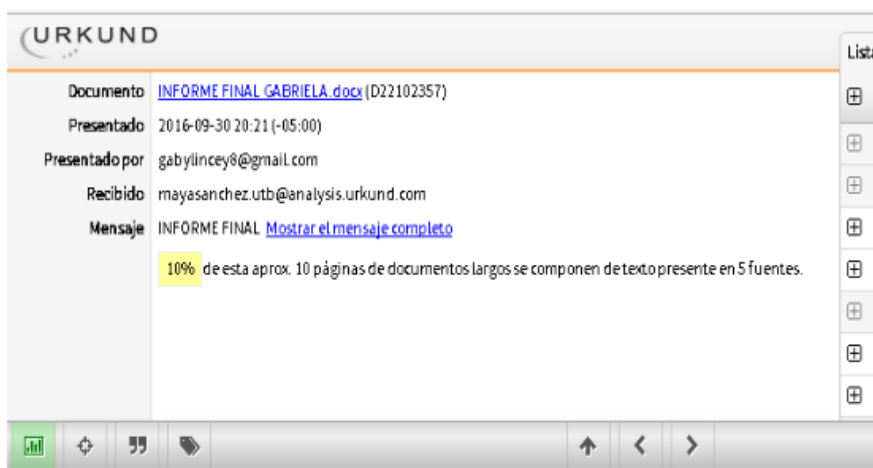 URKUND
Lista
Documento INFORME FINAL GABRIELA.docx (D22102357)
Presentado 2016-09-30 20:21 (-05:00)
Presentado por gabylincey8@gmail.com
Recibido mayasanchez.utb@analysis.urkund.com
Mensaje INFORME FINAL Mostrar el mensaje completo
10% de esta aprox. 10 páginas de documentos largos se componen de texto presente en 5 fuentes.